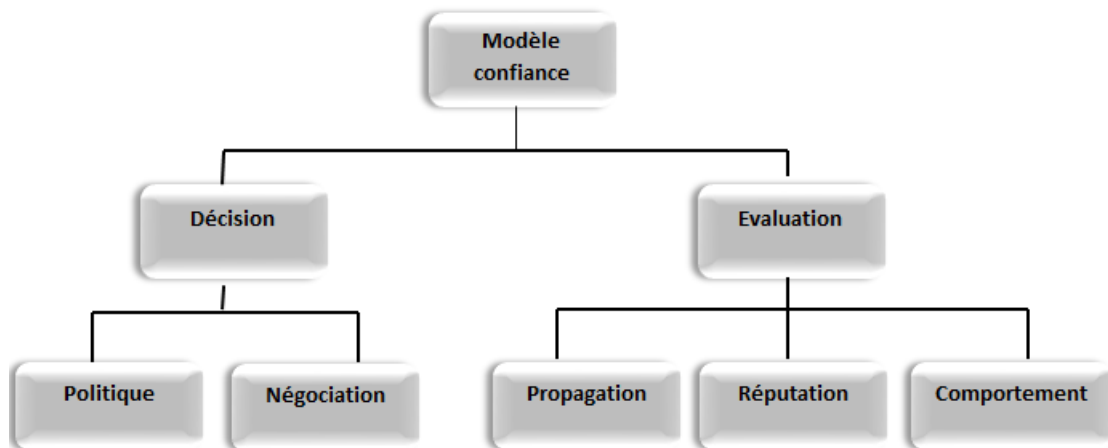 Modèle
confiance
Décision
Evaluation
Politique
Négociation
Propagation
Réputation
Comportement